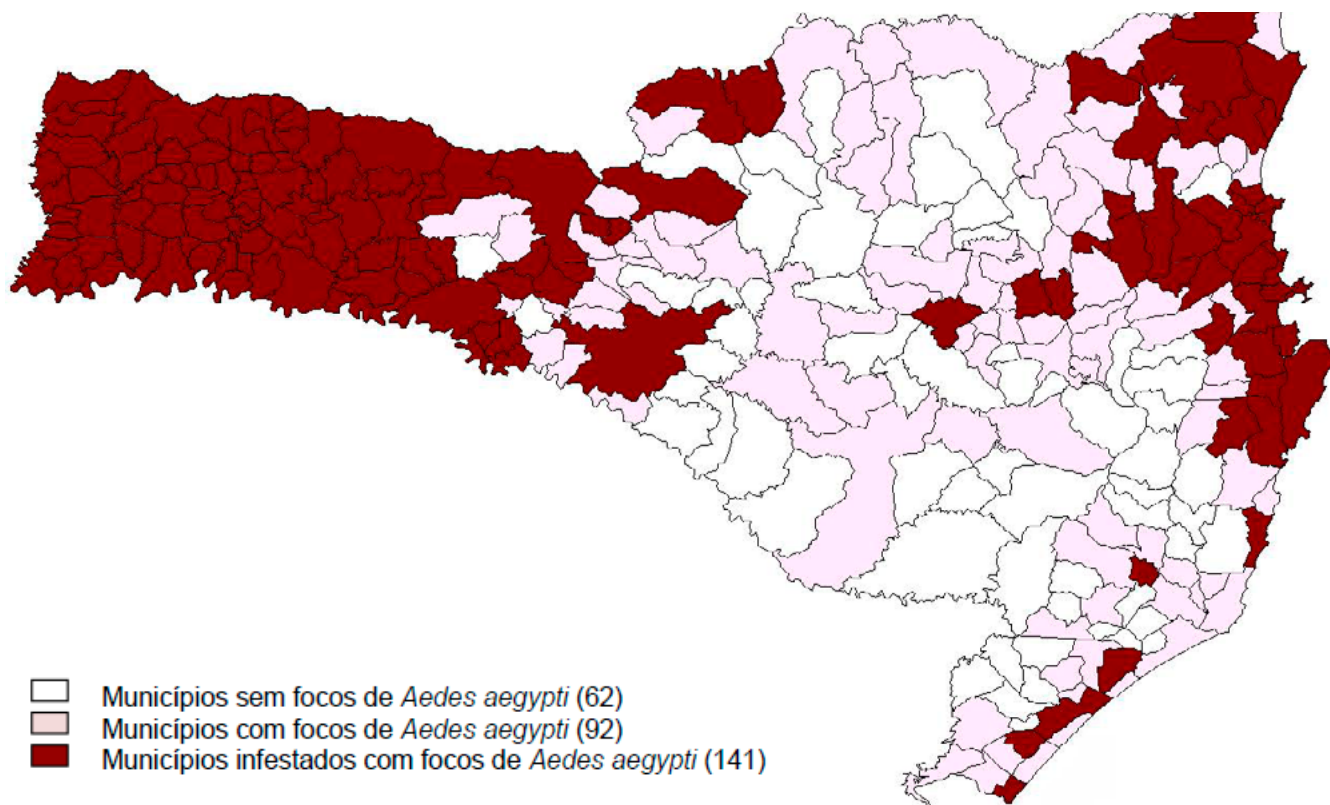 Municípios sem focos de Aedes aegypti (62)
Municípios com focos de Aedes aegypti (92)
Municípios infestados com focos de Aedes aegypti (141)